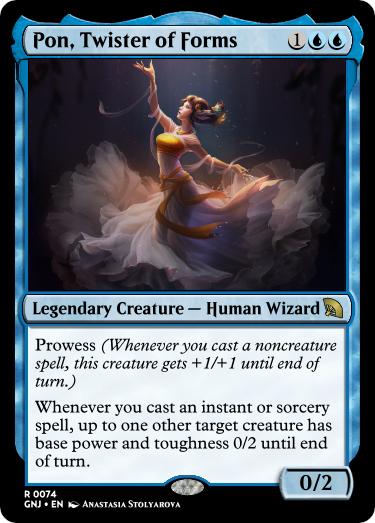 Pon, Twister of Forms 1
Legendary Creature — Human Wizard
Prowess (Whenever you cast a noncreature
spell, this creature gets +1/+1 until end of
turn.)
Whenever you cast an instant or sorcery
spell, up to one other target creature has
base power and toughness 0/2 until end
of turn.
0/2
R 0074
GNJ • EN Anastasia Stolyarova